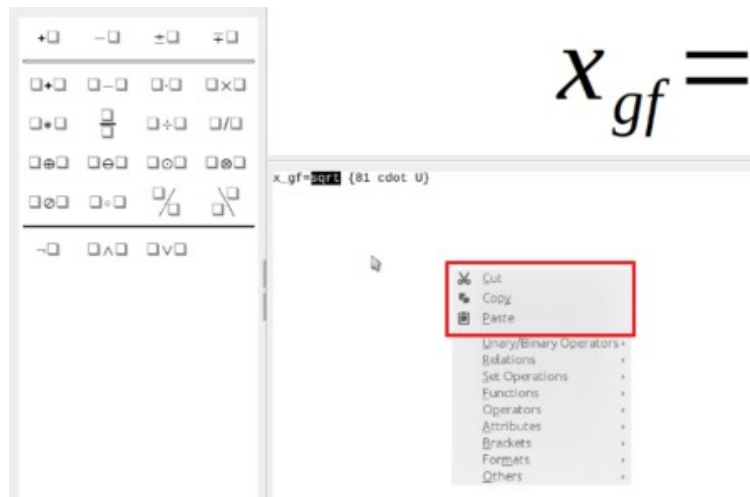 +□ −□ ±□ ∓□
□+□ □−□ □·□ □×□
□∗□ □/□ □÷□ □/□
□⊕□ □⊖□ □⊙□ □⊗□
□⊘□ □∘□ □/□ □\□
¬□ □∧□ □∨□
x_gf =
x_gf=sqrt {81 cdot U}
Cut
Copy
Paste
Unary/Binary Operators
Relations
Set Operations
Functions
Operators
Attributes
Brackets
Formats
Others